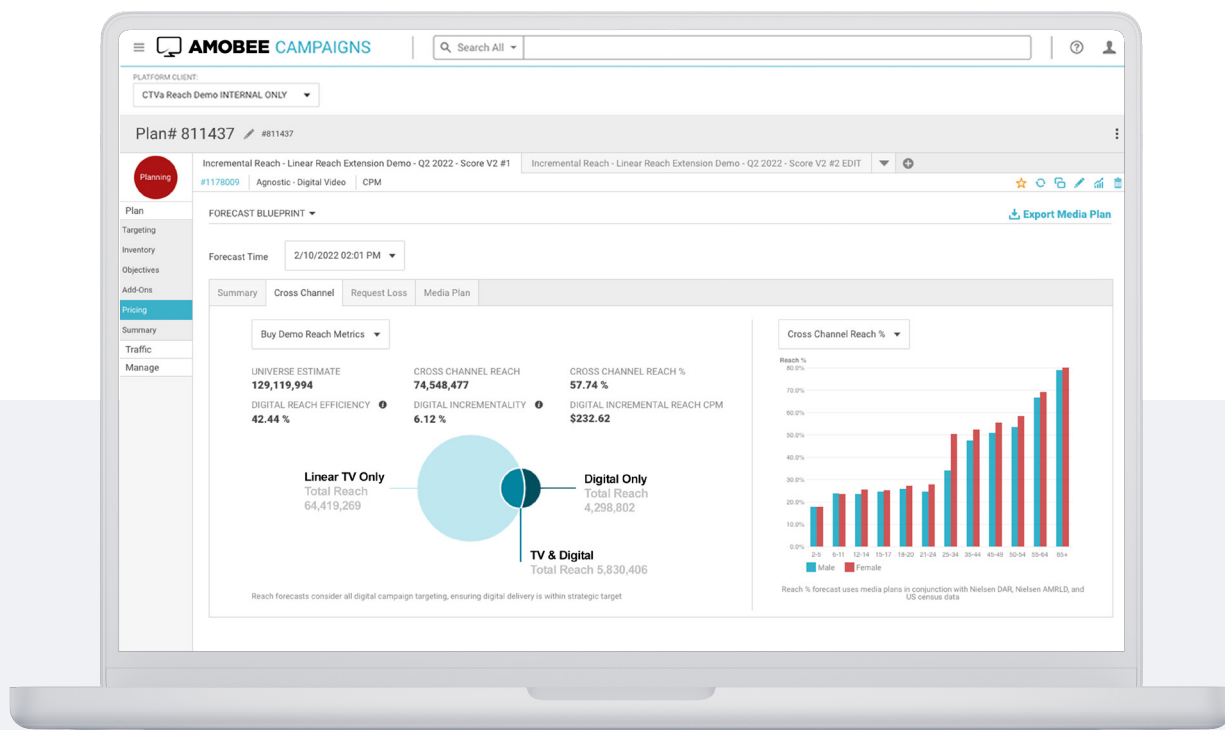 AMOBEE CAMPAIGNS
Search All
PLATFORM CLIENT:
CTVa Reach Demo INTERNAL ONLY
Plan# 811437 #811437
Planning
Incremental Reach - Linear Reach Extension Demo - Q2 2022 - Score V2 #1
Incremental Reach - Linear Reach Extension Demo - Q2 2022 - Score V2 #2 EDIT
#1178009 Agnostic - Digital Video CPM
Plan
Targeting
Inventory
Objectives
Add-Ons
Pricing
Summary
Traffic
Manage
FORECAST BLUEPRINT
Export Media Plan
Forecast Time 2/10/2022 02:01 PM
Summary Cross Channel Request Loss Media Plan
Buy Demo Reach Metrics
UNIVERSE ESTIMATE CROSS CHANNEL REACH CROSS CHANNEL REACH %
129,119,994 74,548,477 57.74 %
DIGITAL REACH EFFICIENCY DIGITAL INCREMENTALITY DIGITAL INCREMENTAL REACH CPM
42.44 % 6.12 % $232.62
Linear TV Only
Total Reach
64,419,269
Digital Only
Total Reach
4,298,802
TV & Digital
Total Reach 5,830,406
Reach forecasts consider all digital campaign targeting, ensuring digital delivery is within strategic target
Cross Channel Reach %
Reach %
80.0%
70.0%
60.0%
50.0%
40.0%
30.0%
20.0%
10.0%
0.0%
2-5 6-11 12-14 15-17 18-20 21-24 25-34 35-44 45-49 50-54 55-64 65+
Male Female
Reach % forecast uses media plans in conjunction with Nielsen DAR, Nielsen AMRLD, and
US census data